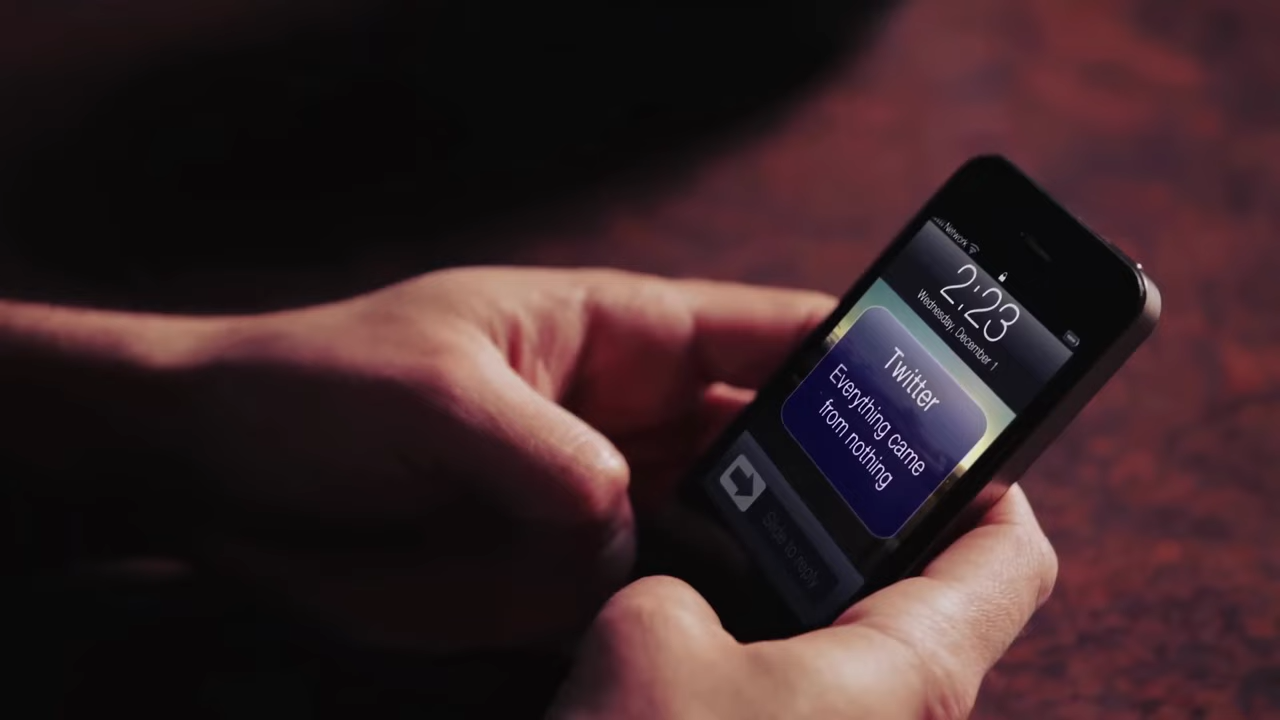 Network
2:23
Wednesday, December 1
Twitter
Everything came
from nothing
Slide to reply